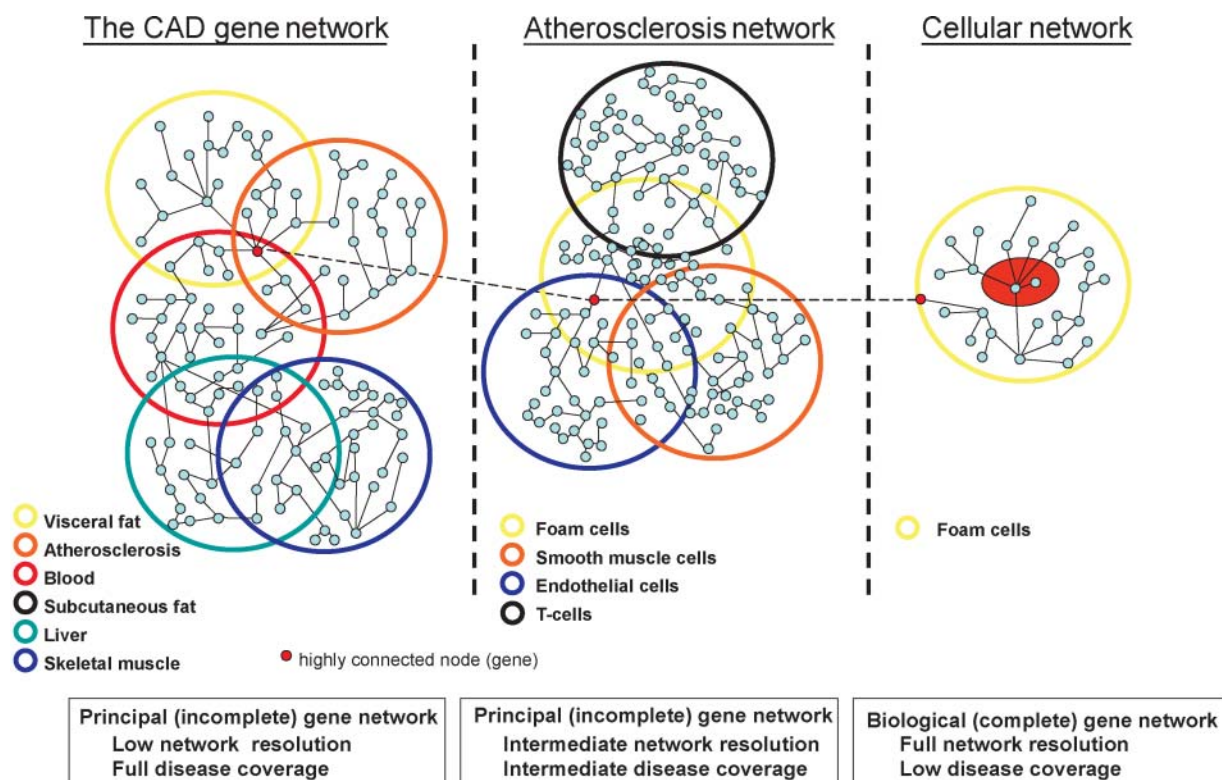 The CAD gene network
Atherosclerosis network
Cellular network
Visceral fat
Atherosclerosis
Blood
Subcutaneous fat
Liver
Skeletal muscle
highly connected node (gene)
Foam cells
Smooth muscle cells
Endothelial cells
T-cells
Foam cells
Principal (incomplete) gene network
Low network resolution
Full disease coverage
Principal (incomplete) gene network
Intermediate network resolution
Intermediate disease coverage
Biological (complete) gene network
Full network resolution
Low disease coverage